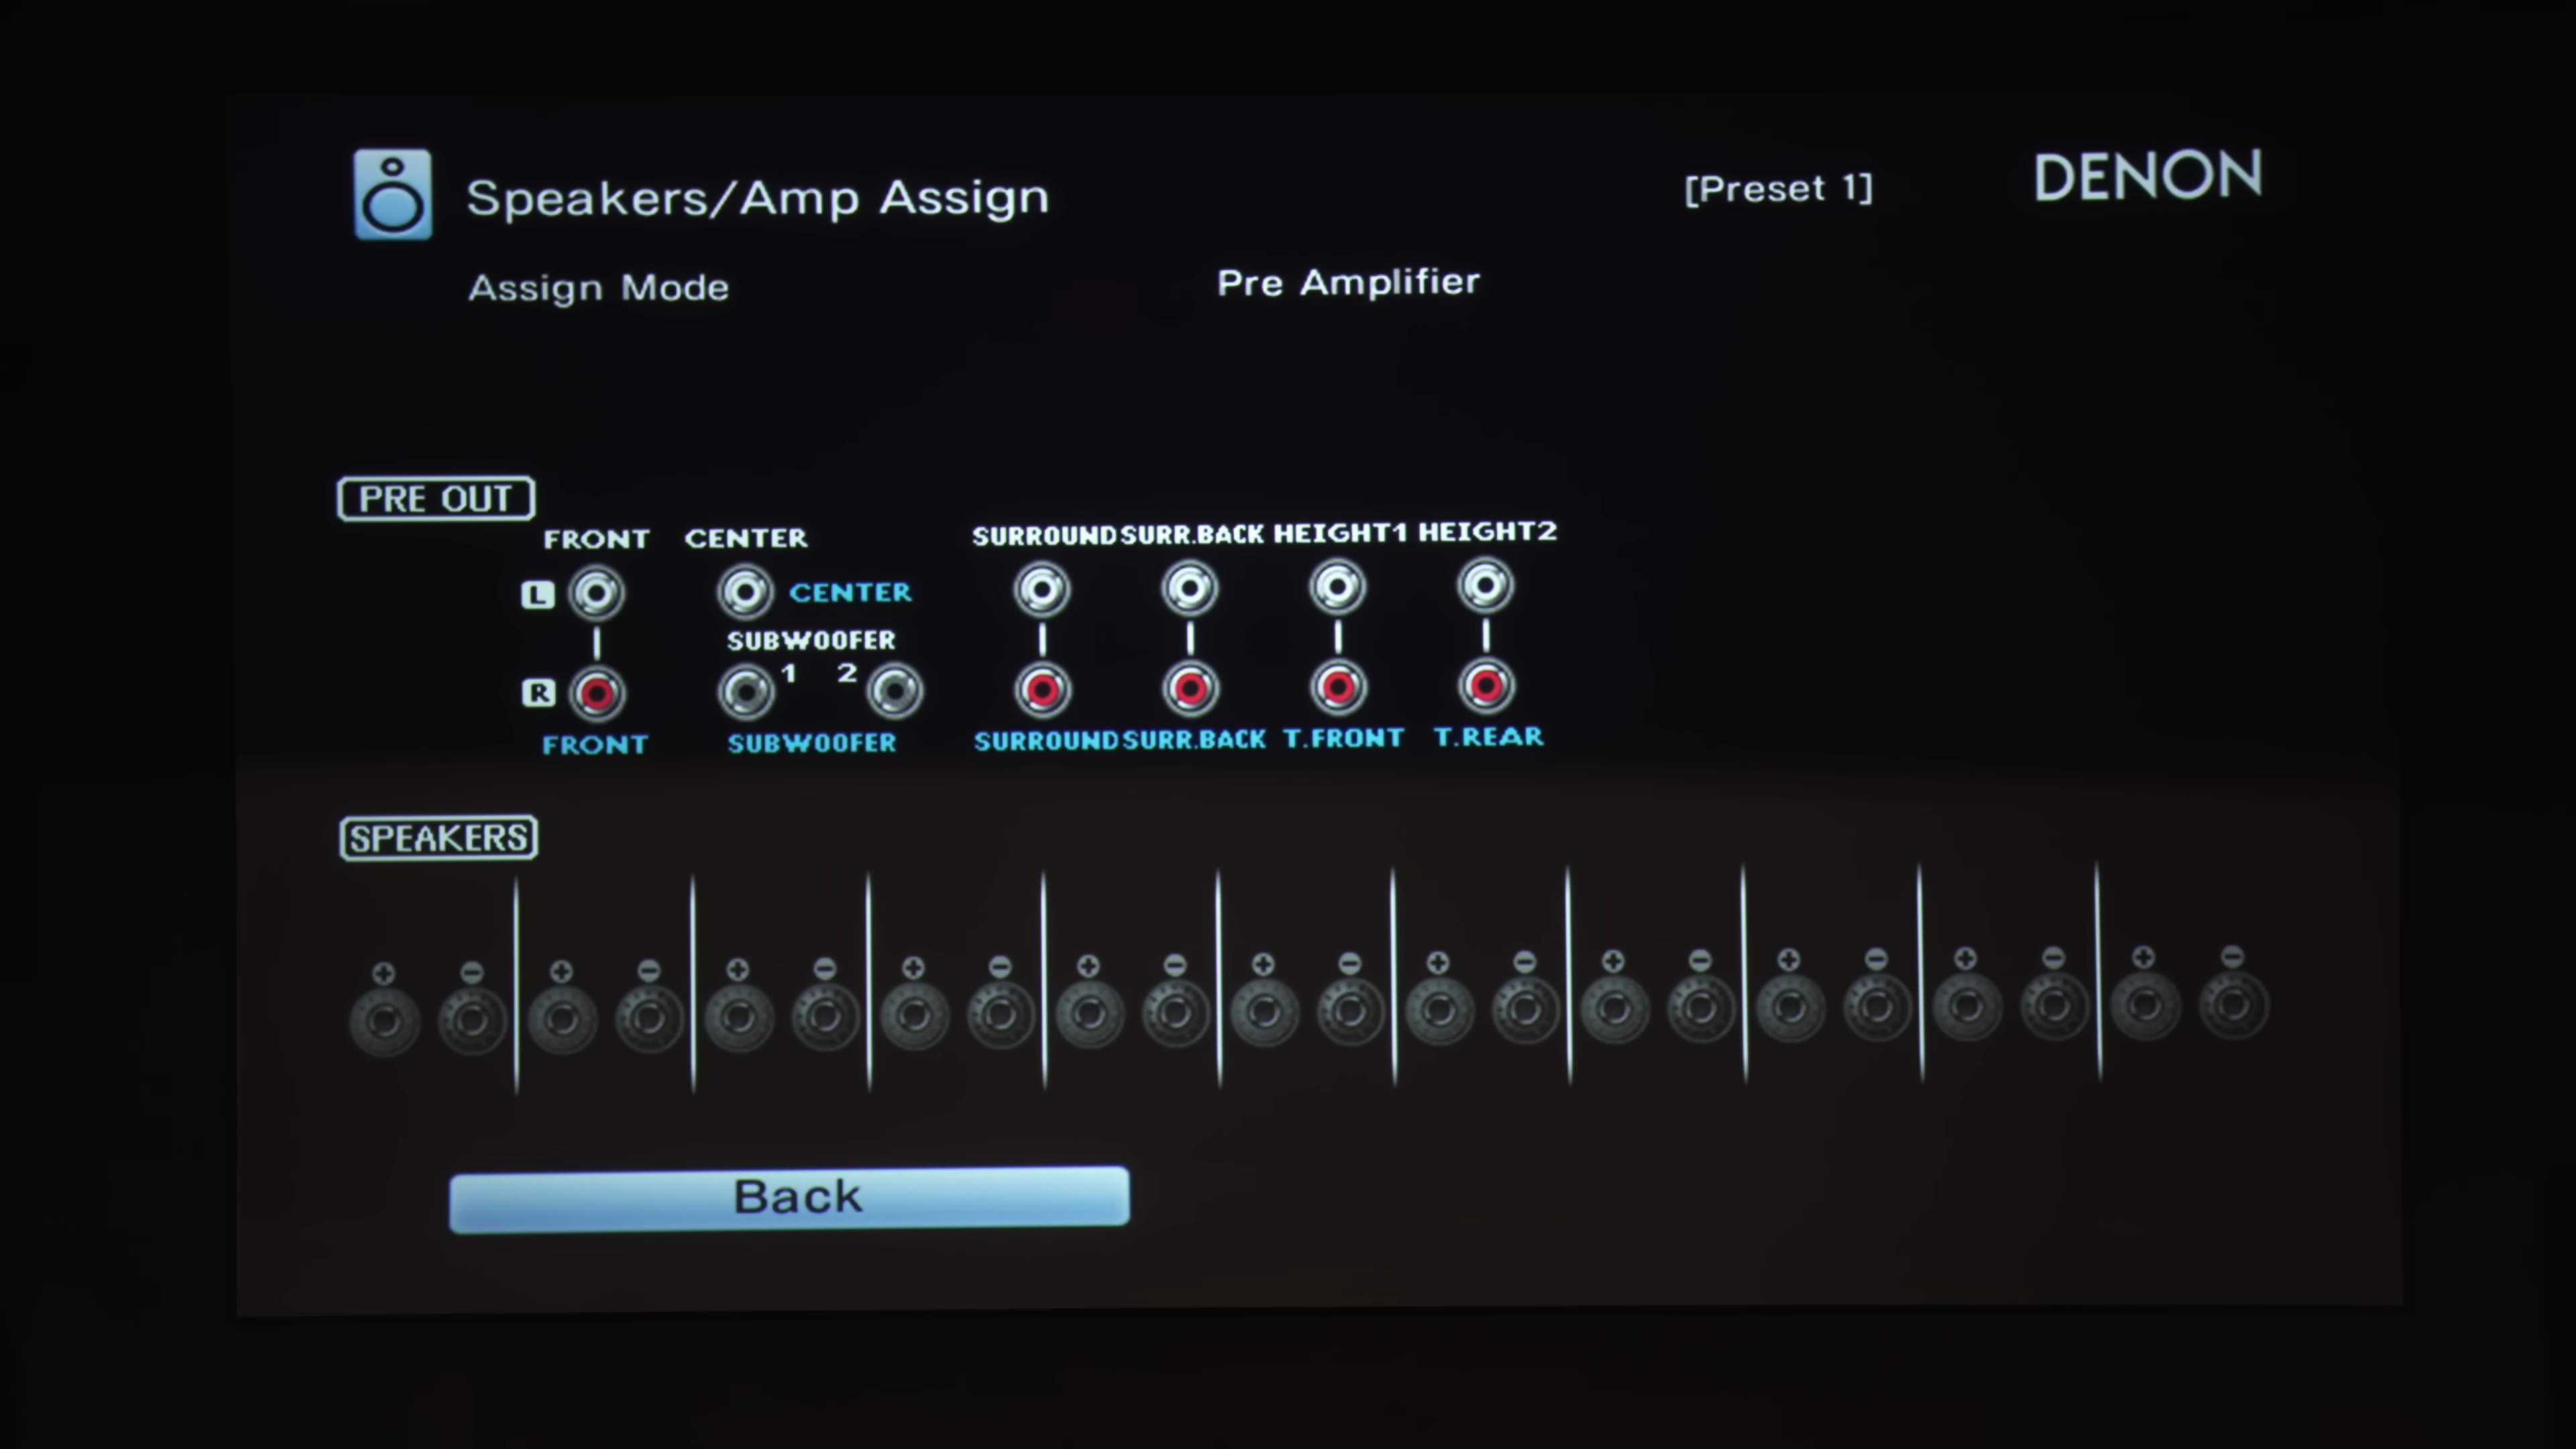 Speakers/Amp Assign [Preset 1] DENON
Assign Mode Pre Amplifier
PRE OUT
FRONT CENTER SURROUND SURR.BACK HEIGHT1 HEIGHT2
L CENTER
SUBWOOFER
1 2
R
FRONT SUBWOOFER SURROUND SURR.BACK T.FRONT T.REAR
SPEAKERS
+ - + - + - + - + - + - + - + - + - + - + -
Back